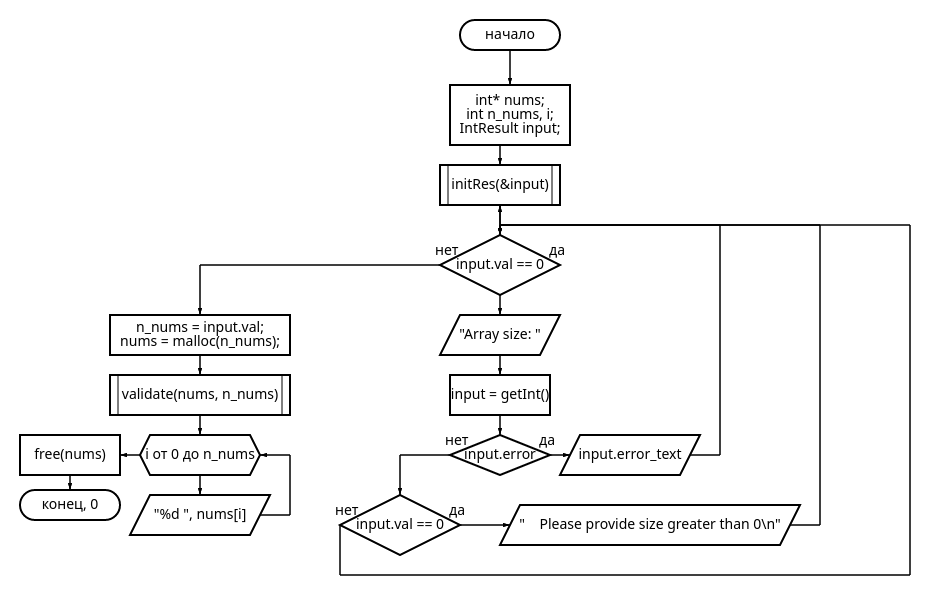 начало
int* nums;
int n_nums, i;
IntResult input;
initRes(&input)
нет
да
input.val == 0
n_nums = input.val;
nums = malloc(n_nums);
"Array size: "
validate(nums, n_nums)
input = getInt()
нет
да
free(nums)
i от 0 до n_nums
input.error
input.error_text
конец, 0
"%d ", nums[i]
нет
да
input.val == 0
"    Please provide size greater than 0\n"